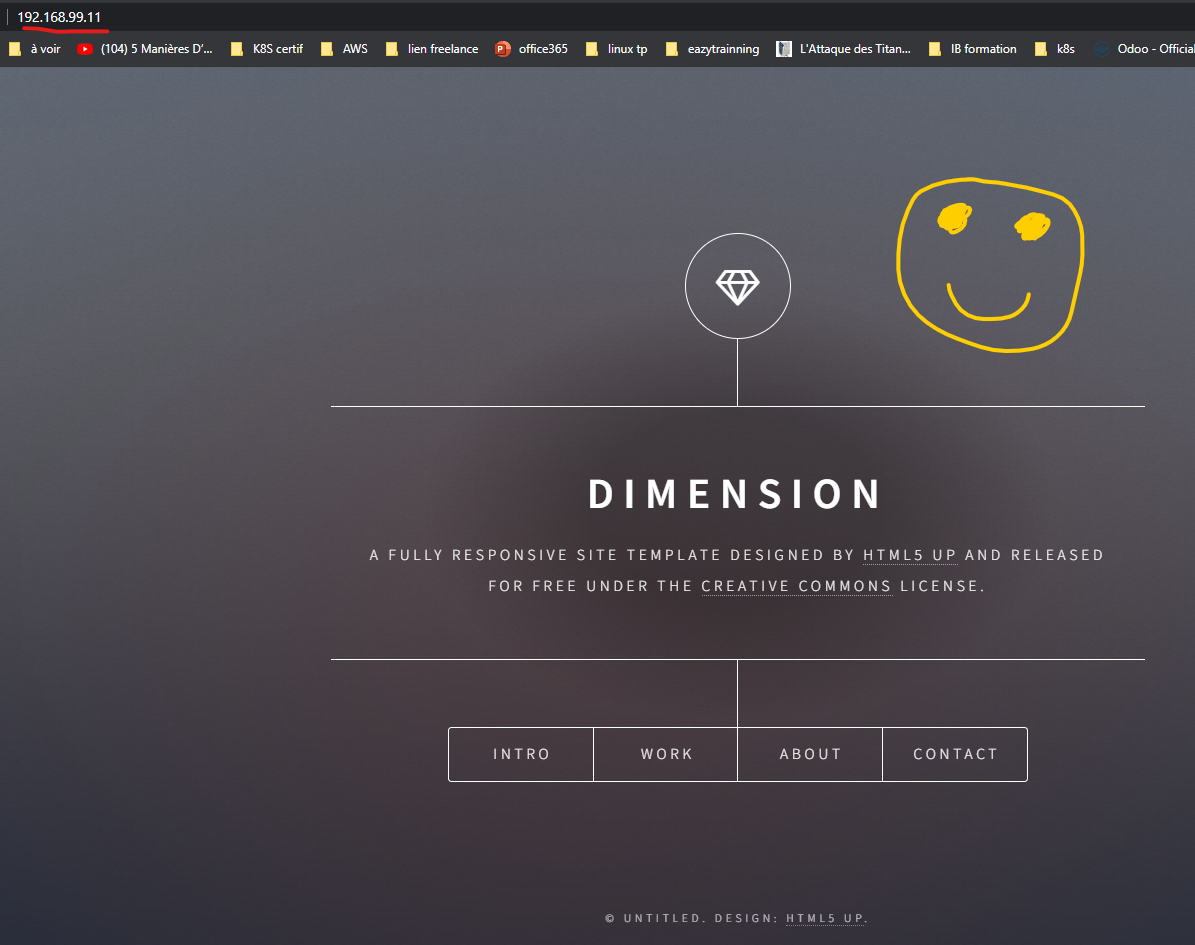 192.168.99.11
à voir (104) 5 Manières D'... K8S certif AWS lien freelance office365 linux tp eazytrainning L'Attaque des Titan... IB formation k8s Odoo - Official
DIMENSION
A FULLY RESPONSIVE SITE TEMPLATE DESIGNED BY HTML5 UP AND RELEASED
FOR FREE UNDER THE CREATIVE COMMONS LICENSE.
INTRO WORK ABOUT CONTACT
© UNTITLED. DESIGN: HTML5 UP.